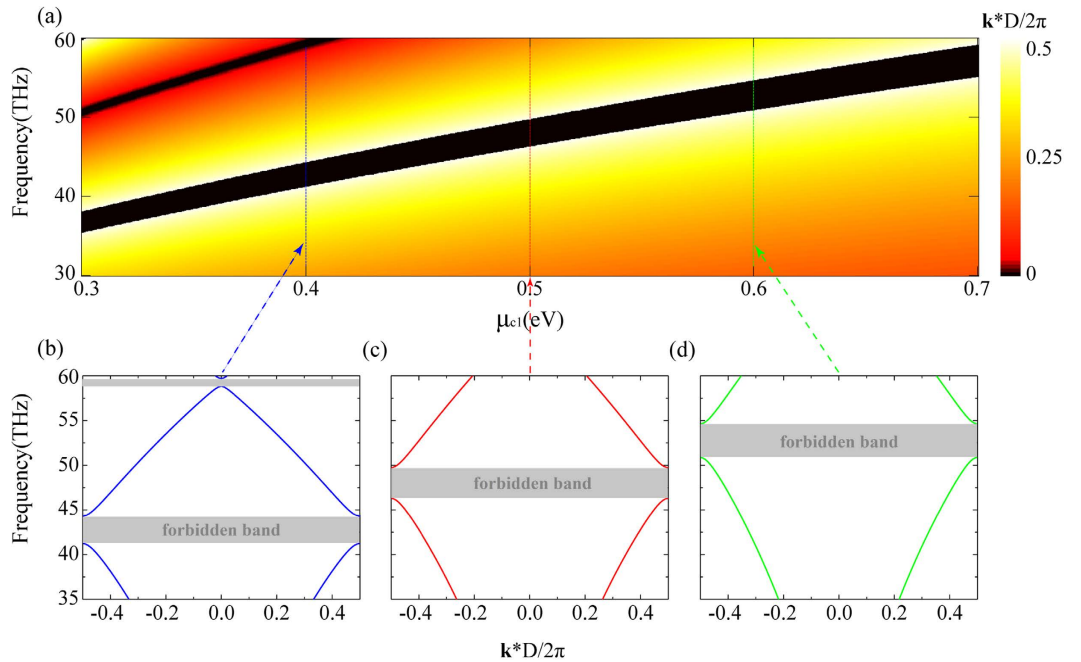 (a)
k*D/2π
Frequency(THz)
60
50
40
30
0.3
0.4
0.5
0.6
0.7
μc1(eV)
0.5
0.25
0
(b)
(c)
(d)
Frequency(THz)
60
55
50
45
40
35
forbidden band
forbidden band
forbidden band
-0.4 -0.2 0.0 0.2 0.4
-0.4 -0.2 0.0 0.2 0.4
-0.4 -0.2 0.0 0.2 0.4
k*D/2π